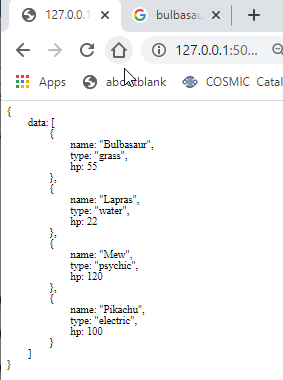 127.0.0.1
bulbasau
127.0.0.1:50...
Apps
about:blank
COSMIC Catal
{
data: [
{
name: "Bulbasaur",
type: "grass",
hp: 55
},
{
name: "Lapras",
type: "water",
hp: 22
},
{
name: "Mew",
type: "psychic",
hp: 120
},
{
name: "Pikachu",
type: "electric",
hp: 100
}
]
}